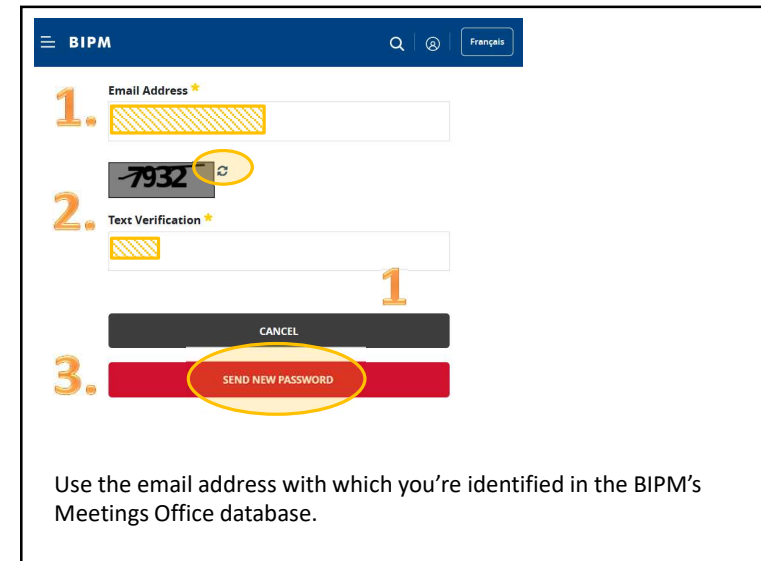 BIPM
Français
1.
Email Address *
7932
2.
Text Verification *
1
CANCEL
3.
SEND NEW PASSWORD
Use the email address with which you’re identified in the BIPM’s
Meetings Office database.